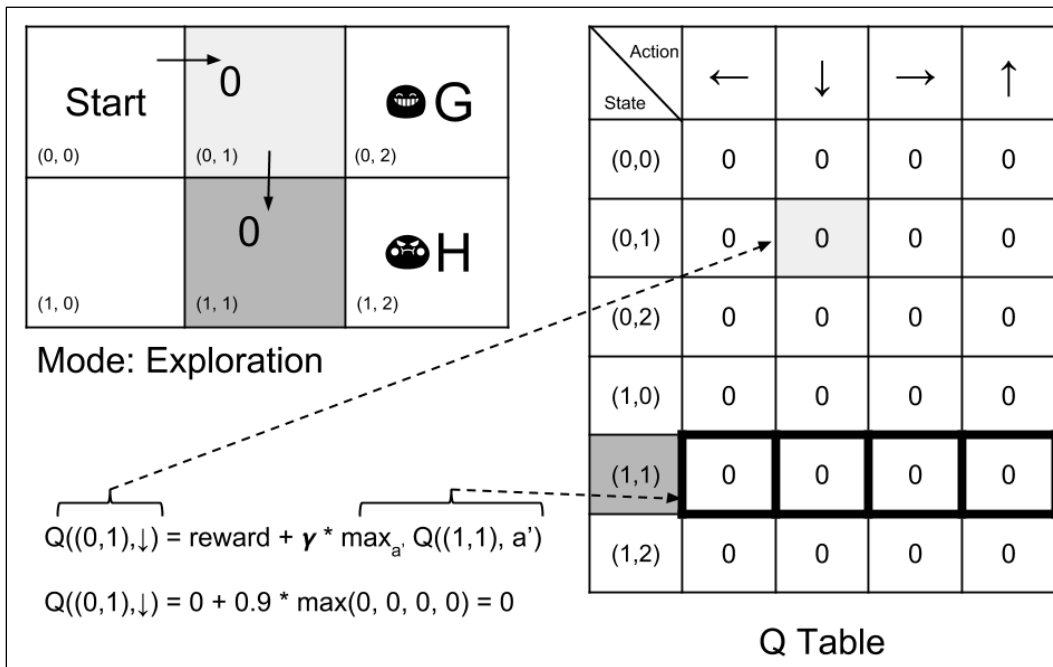 Start
0
G
(0, 0)
(0, 1)
(0, 2)
0
H
(1, 0)
(1, 1)
(1, 2)
Mode: Exploration
Q((0,1),↓) = reward + γ * maxₐ' Q((1,1), a’)
Q((0,1),↓) = 0 + 0.9 * max(0, 0, 0, 0) = 0
Action
State
← ↓ → ↑
(0,0) 0 0 0 0
(0,1) 0 0 0 0
(0,2) 0 0 0 0
(1,0) 0 0 0 0
(1,1) 0 0 0 0
(1,2) 0 0 0 0
Q Table